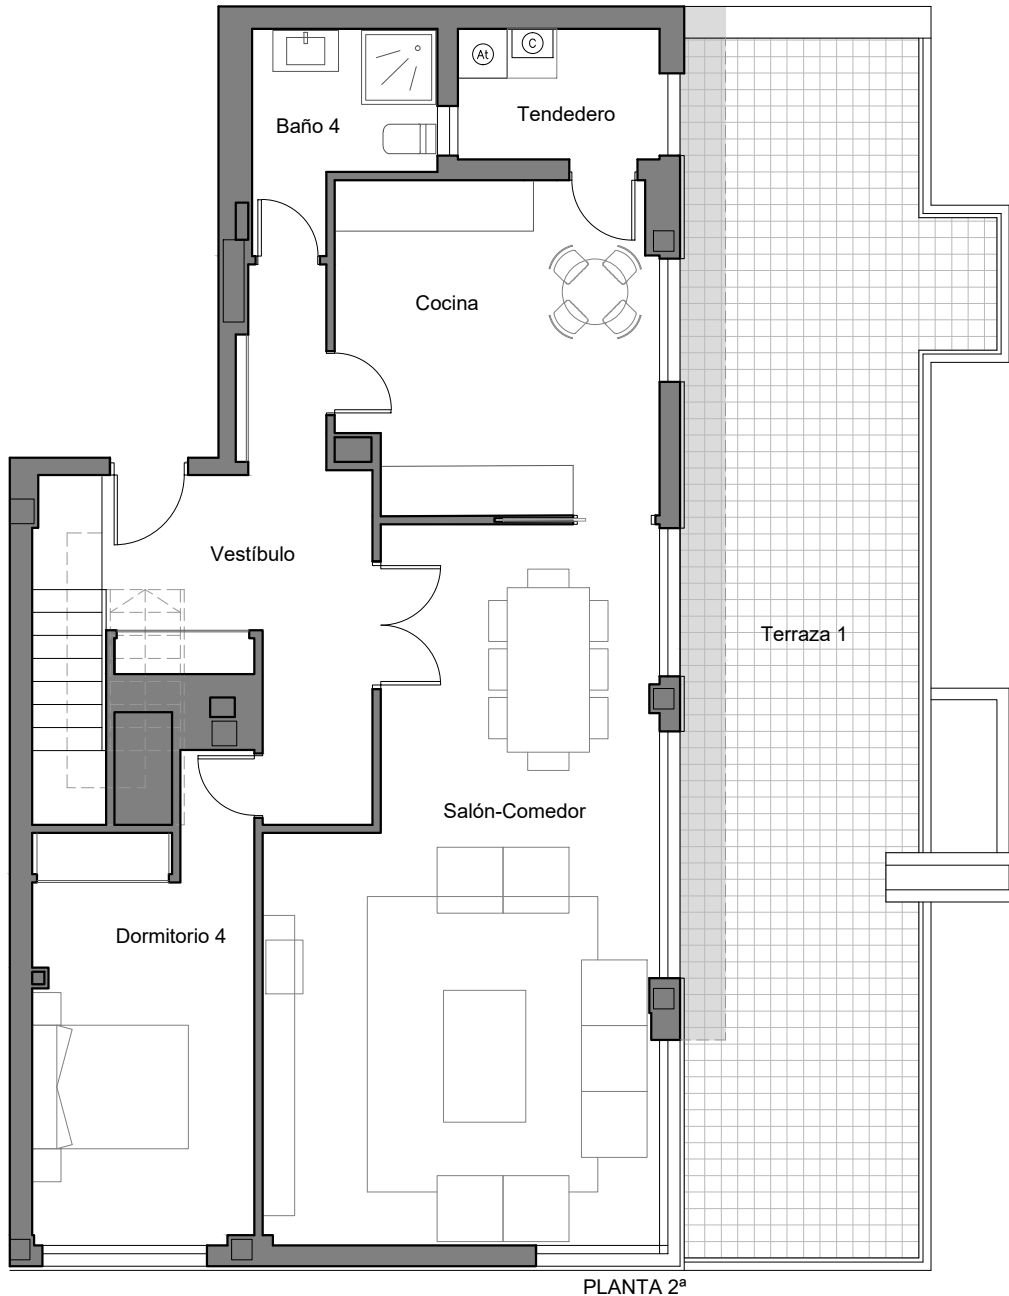 At
C
Tendedero
Baño 4
Cocina
Vestíbulo
Terraza 1
Salón-Comedor
Dormitorio 4
PLANTA 2ª